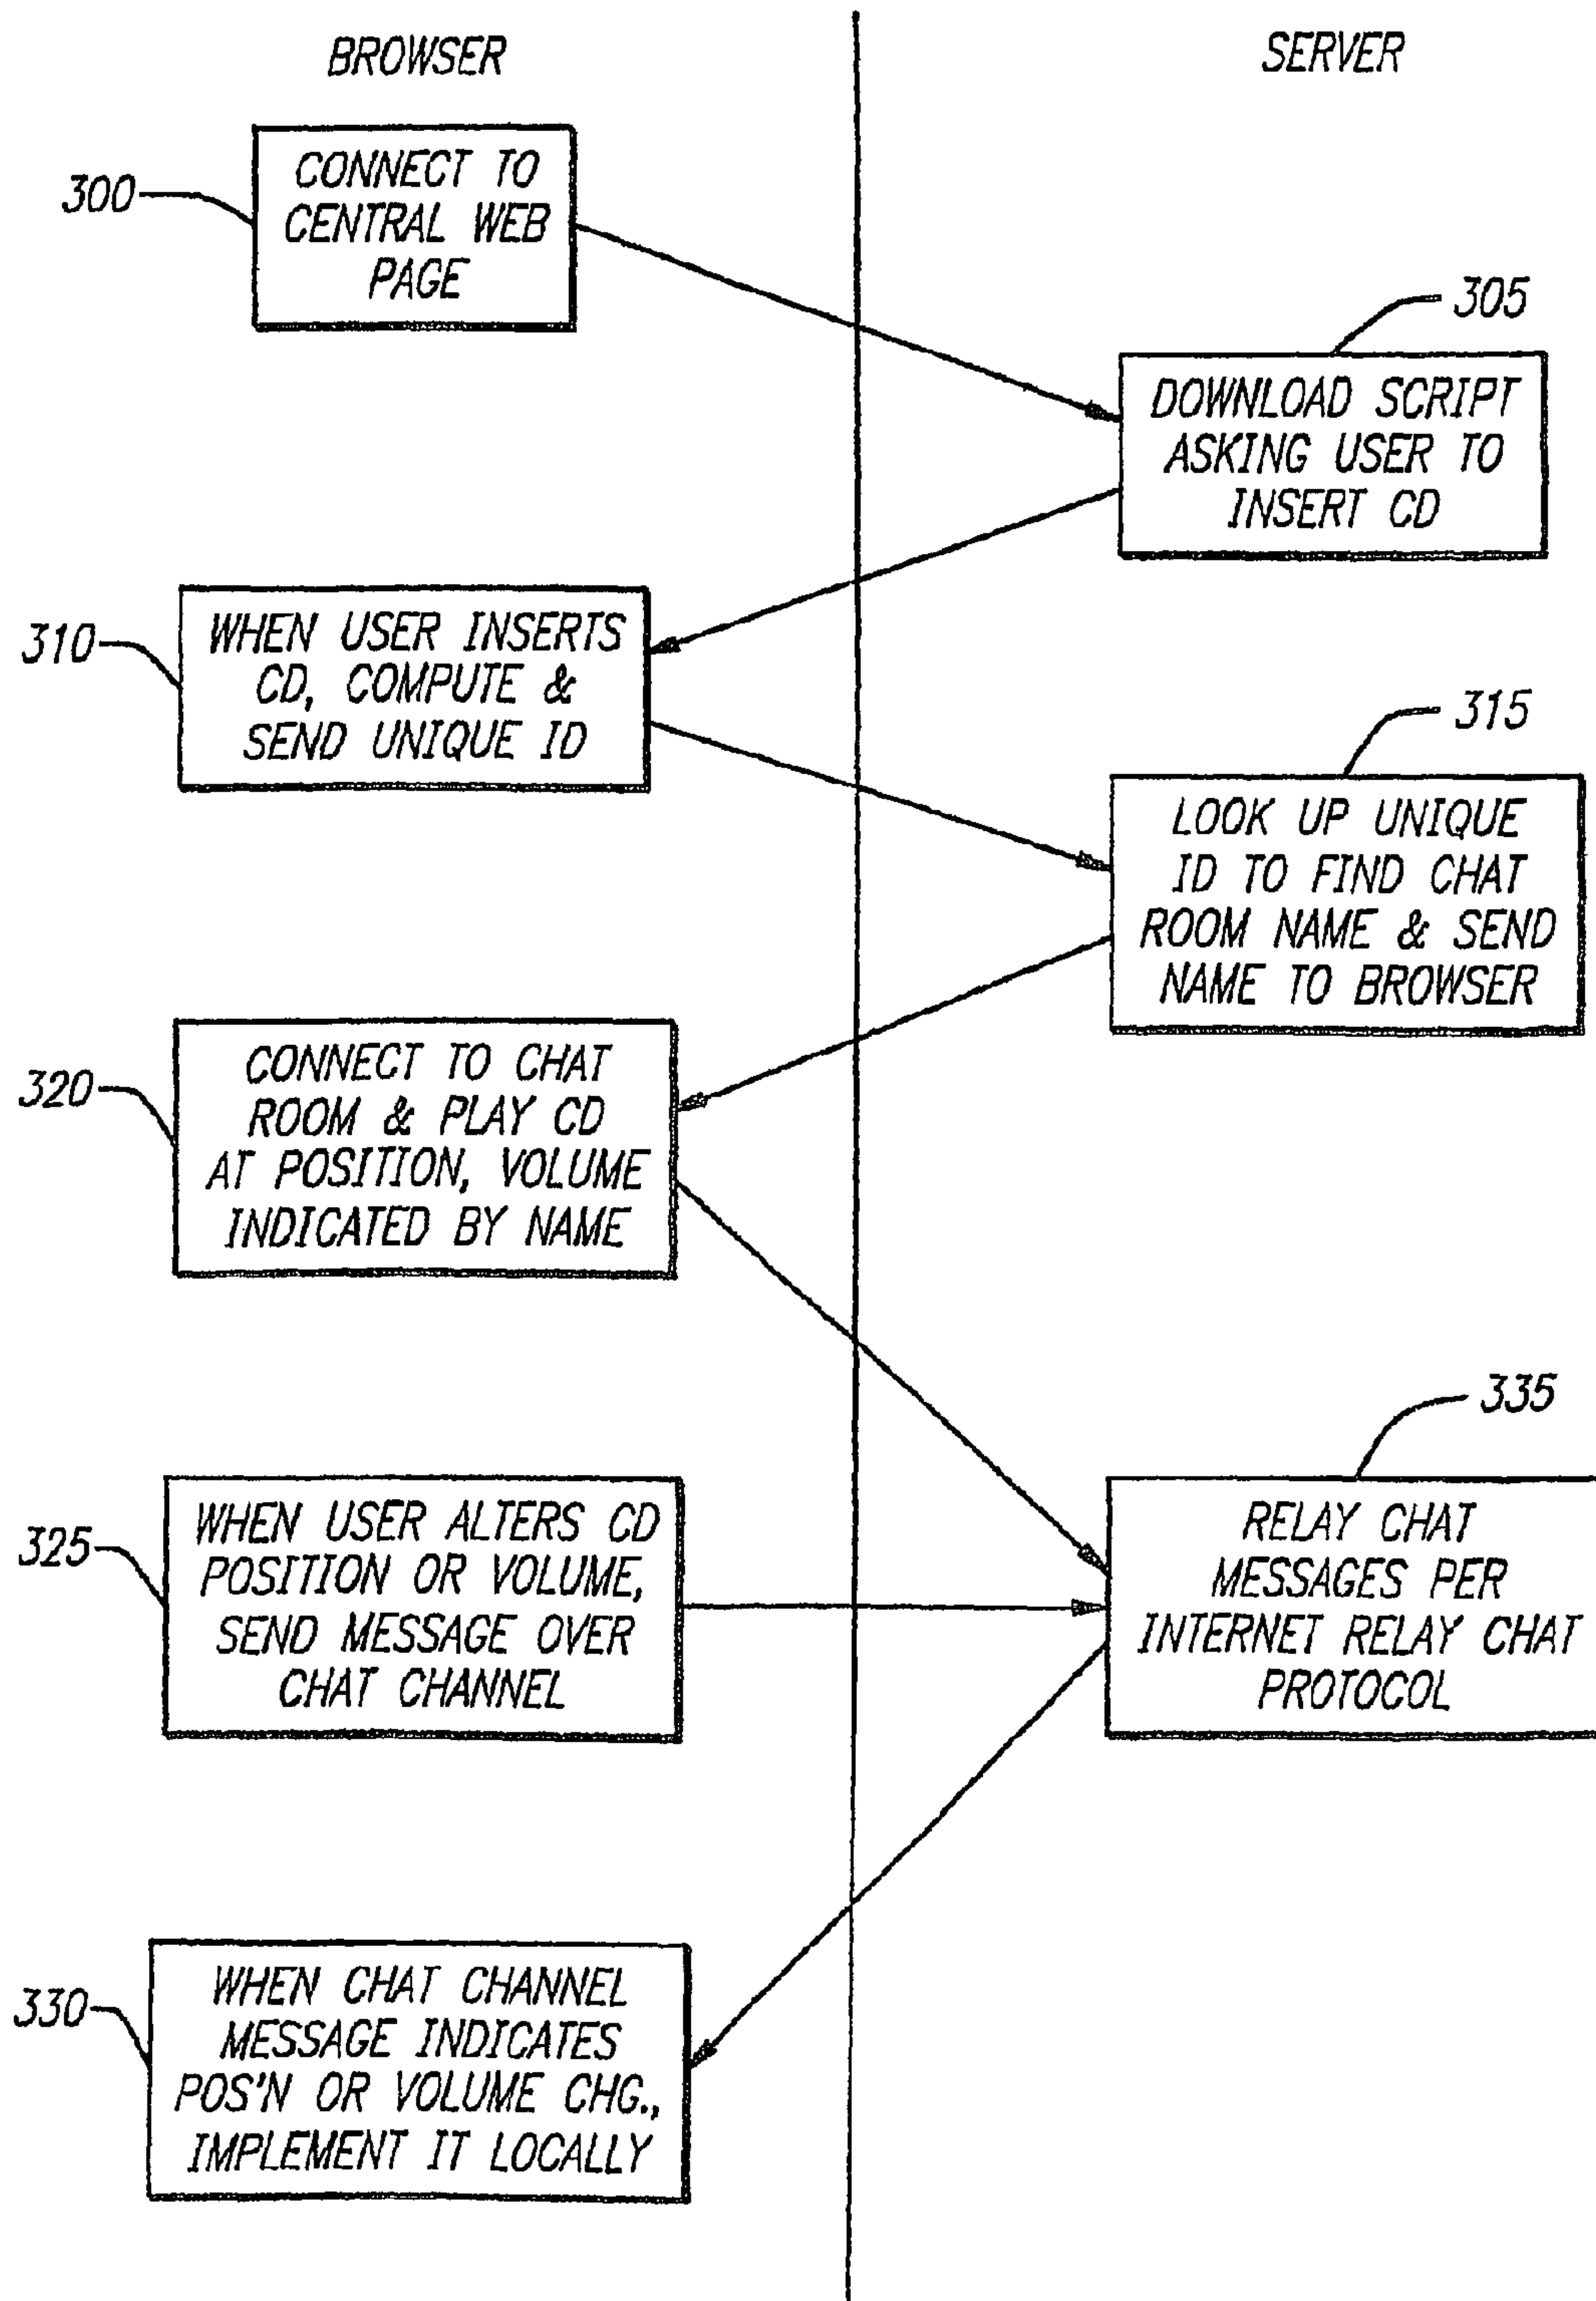 BROWSER
SERVER
300
CONNECT TO
CENTRAL WEB
PAGE
305
DOWNLOAD SCRIPT
ASKING USER TO
INSERT CD
310
WHEN USER INSERTS
CD, COMPUTE &
SEND UNIQUE ID
315
LOOK UP UNIQUE
ID TO FIND CHAT
ROOM NAME & SEND
NAME TO BROWSER
320
CONNECT TO CHAT
ROOM & PLAY CD
AT POSITION, VOLUME
INDICATED BY NAME
325
WHEN USER ALTERS CD
POSITION OR VOLUME,
SEND MESSAGE OVER
CHAT CHANNEL
335
RELAY CHAT
MESSAGES PER
INTERNET RELAY CHAT
PROTOCOL
330
WHEN CHAT CHANNEL
MESSAGE INDICATES
POS'N OR VOLUME CHG.,
IMPLEMENT IT LOCALLY